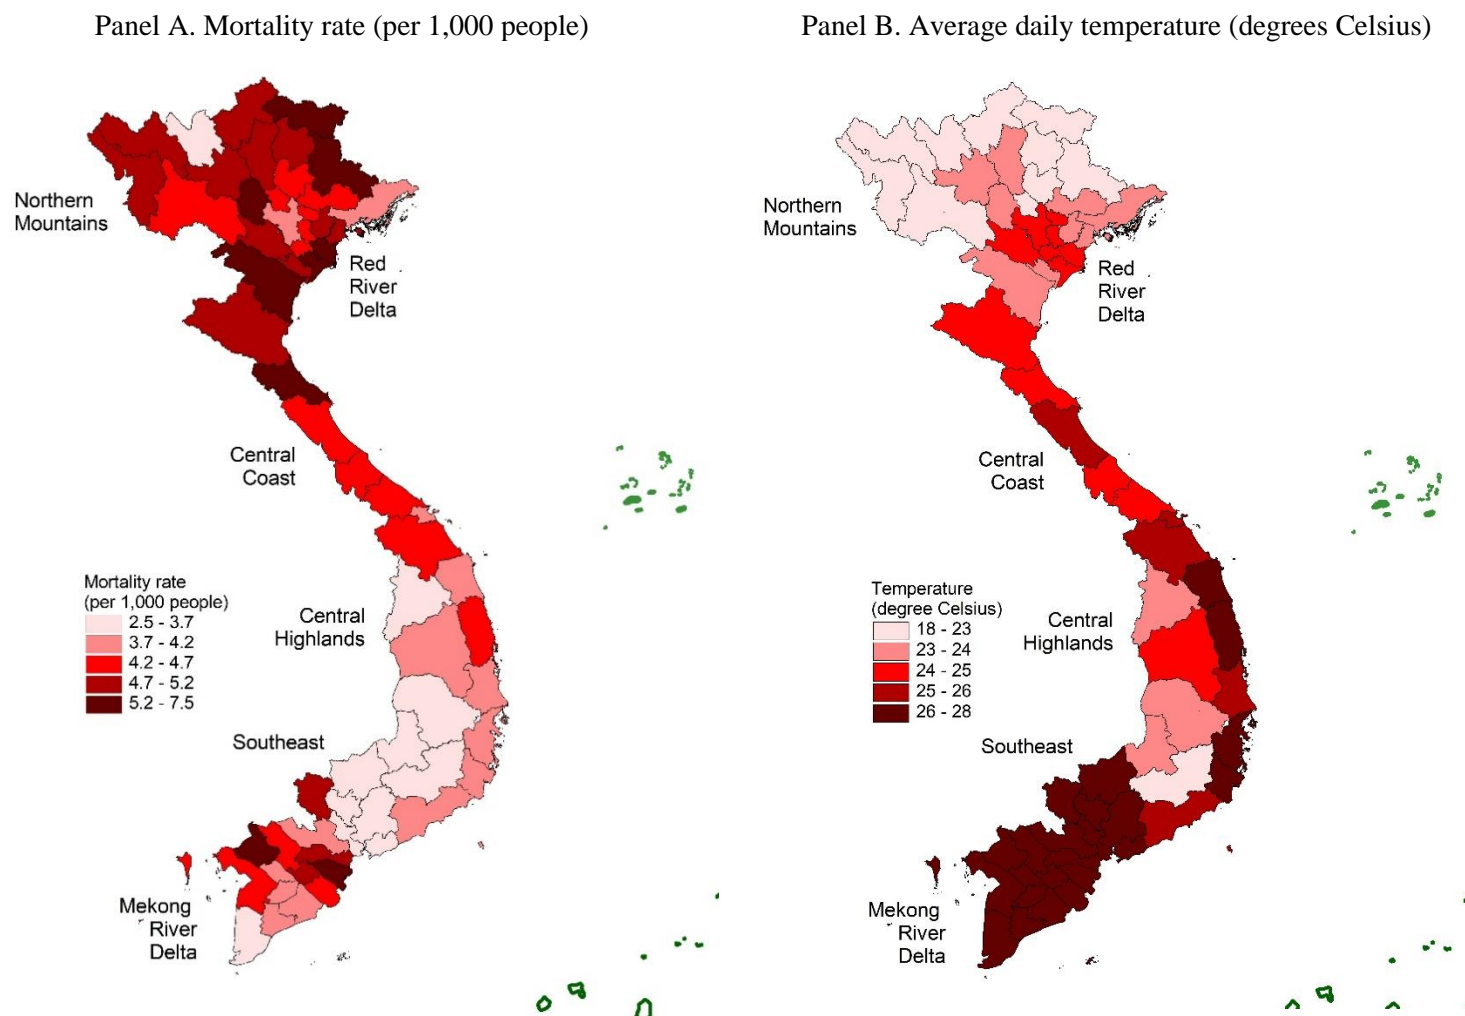 Panel A. Mortality rate (per 1,000 people)
Northern
Mountains
Red
River
Delta
Central
Coast
Mortality rate
(per 1,000 people)
2.5 - 3.7
3.7 - 4.2
4.2 - 4.7
4.7 - 5.2
5.2 - 7.5
Central
Highlands
Southeast
Mekong
River
Delta
Panel B. Average daily temperature (degrees Celsius)
Northern
Mountains
Red
River
Delta
Central
Coast
Temperature
(degree Celsius)
18 - 23
23 - 24
24 - 25
25 - 26
26 - 28
Central
Highlands
Southeast
Mekong
River
Delta